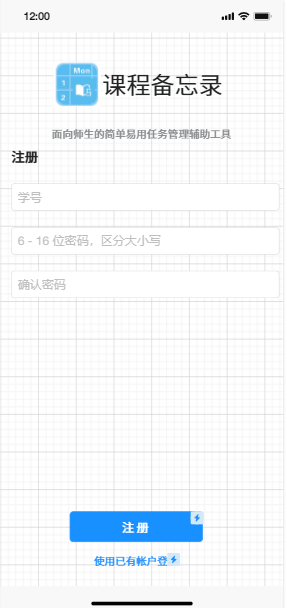 12:00
Mon
1
2
课程备忘录
面向师生的简单易用任务管理辅助工具
注册
学号
6 - 16 位密码，区分大小写
确认密码
注 册
使用已有帐户登